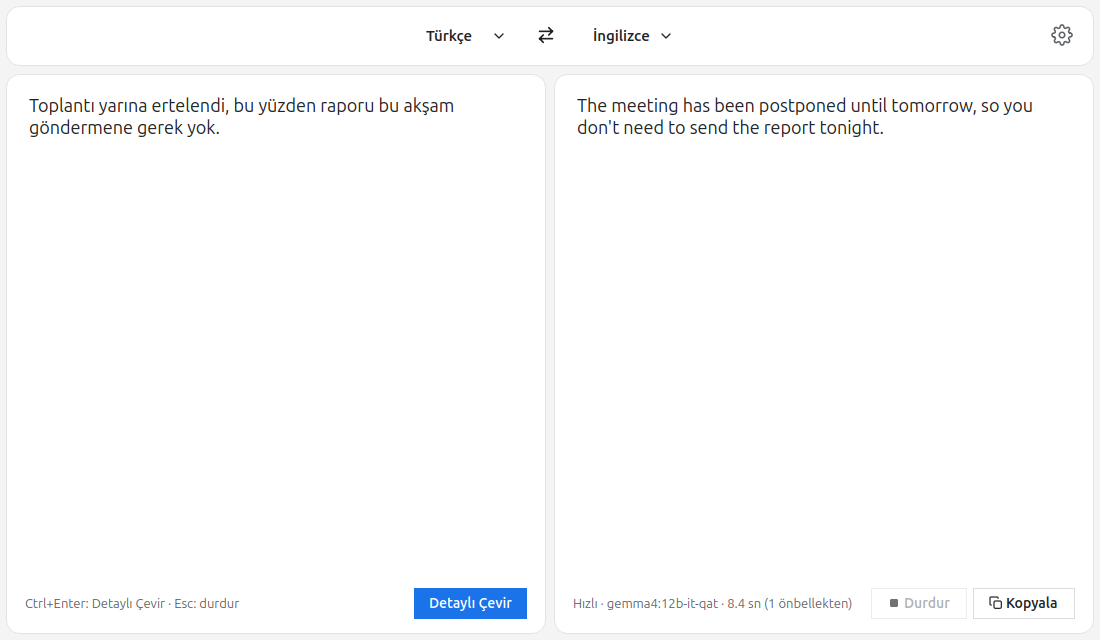 Türkçe
İngilizce
Toplantı yarına ertelendi, bu yüzden raporu bu akşam
göndermene gerek yok.
The meeting has been postponed until tomorrow, so you
don't need to send the report tonight.
Ctrl+Enter: Detaylı Çevir · Esc: durdur
Detaylı Çevir
Hızlı · gemma4:12b-it-qat · 8.4 sn (1 önbellekten)
Durdur
Kopyala